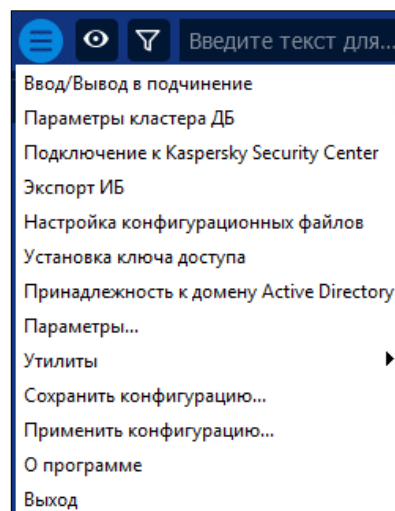 Введите текст для...
Ввод/Вывод в подчинение
Параметры кластера ДБ
Подключение к Kaspersky Security Center
Экспорт ИБ
Настройка конфигурационных файлов
Установка ключа доступа
Принадлежность к домену Active Directory
Параметры...
Утилиты
Сохранить конфигурацию...
Применить конфигурацию...
О программе
Выход